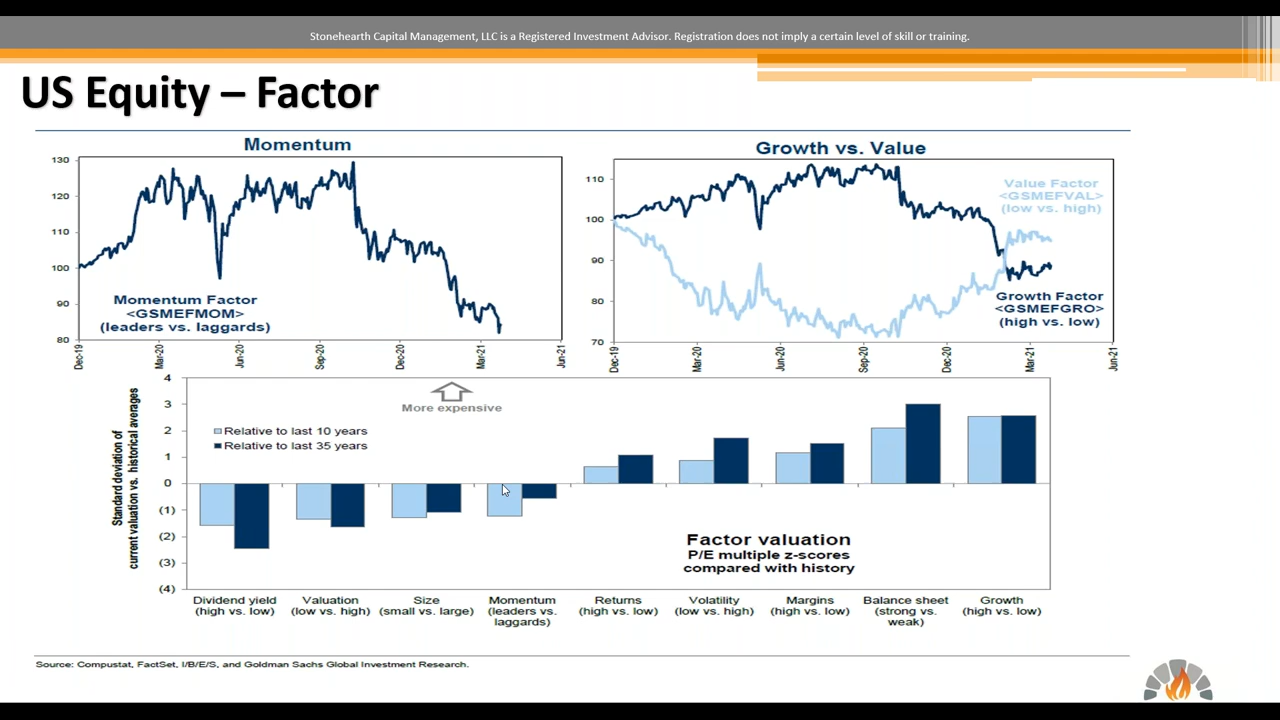 Stonehearth Capital Management, LLC is a Registered Investment Advisor. Registration does not imply a certain level of skill or training.
US Equity – Factor
Momentum
130
120
110
100
90
80
Momentum Factor
<GSMEFMOM>
(leaders vs. laggards)
Dec-19
Mar-20
Jun-20
Sep-20
Dec-20
Mar-21
Jun-21
Growth vs. Value
110
100
90
80
70
Value Factor
<GSMEFVAL>
(low vs. high)
Growth Factor
<GSMEFGRO>
(high vs. low)
Dec-19
Mar-20
Jun-20
Sep-20
Dec-20
Mar-21
Jun-21
Standard deviation of
current valuation vs. historical averages
4
3
2
1
0
(1)
(2)
(3)
(4)
More expensive
Relative to last 10 years
Relative to last 35 years
Factor valuation
P/E multiple z-scores
compared with history
Dividend yield
(high vs. low)
Valuation
(low vs. high)
Size
(small vs. large)
Momentum
(leaders vs.
laggards)
Returns
(high vs. low)
Volatility
(low vs. high)
Margins
(high vs. low)
Balance sheet
(strong vs.
weak)
Growth
(high vs. low)
Source: Compustat, FactSet, I/B/E/S, and Goldman Sachs Global Investment Research.